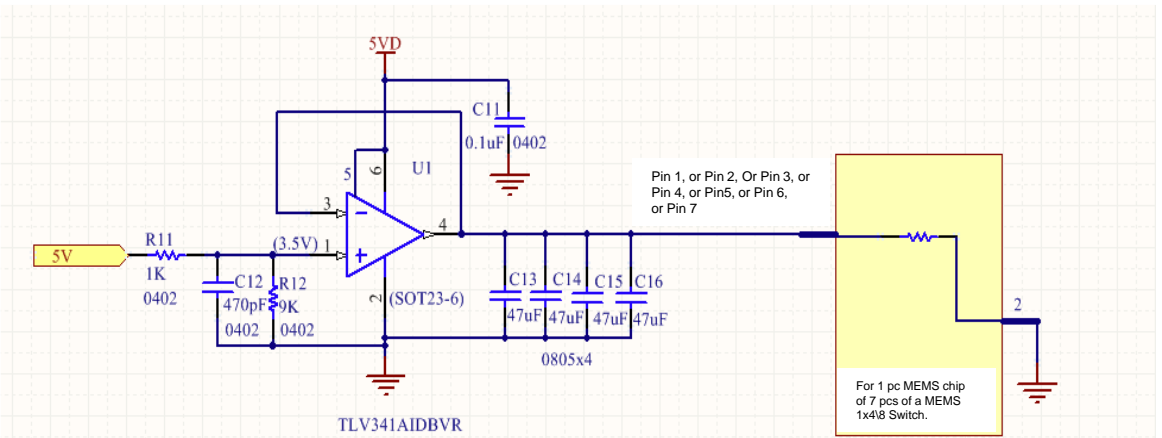 5VD
C11
0.1uF 0402
U1
5
6
3
4
1
2
(3.5V)
(SOT23-6)
5V
R11
1K
0402
C12
470pF
0402
R12
9K
0402
C13
47uF
C14
47uF
C15
47uF
C16
47uF
0805x4
TLV341AIDBVR
Pin 1, or Pin 2, Or Pin 3, or
Pin 4, or Pin5, or Pin 6,
or Pin 7
2
For 1 pc MEMS chip
of 7 pcs of a MEMS
1x4\8 Switch.